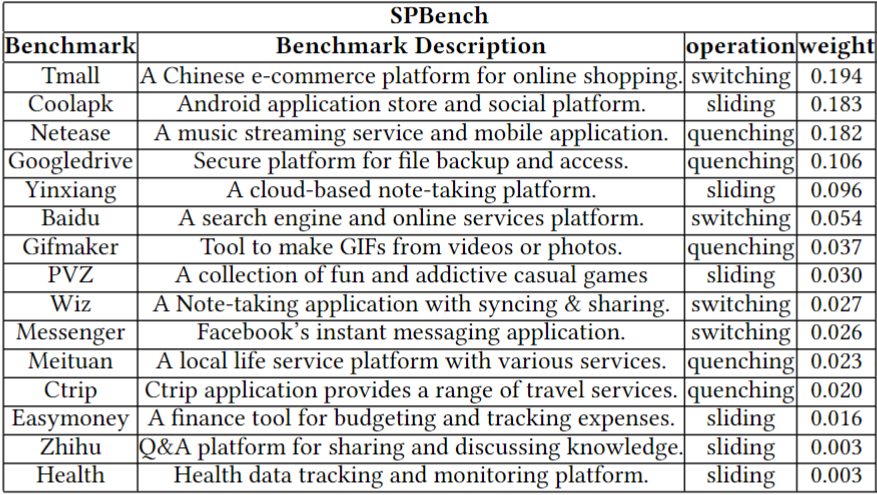 SPBench
Benchmark Benchmark Description operation weight
Tmall A Chinese e-commerce platform for online shopping. switching 0.194
Coolapk Android application store and social platform. sliding 0.183
Netease A music streaming service and mobile application. quenching 0.182
Googledrive Secure platform for file backup and access. quenching 0.106
Yinxiang A cloud-based note-taking platform. sliding 0.096
Baidu A search engine and online services platform. switching 0.054
Gifmaker Tool to make GIFs from videos or photos. quenching 0.037
PVZ A collection of fun and addictive casual games sliding 0.030
Wiz A Note-taking application with syncing & sharing. switching 0.027
Messenger Facebook's instant messaging application. switching 0.026
Meituan A local life service platform with various services. quenching 0.023
Ctrip Ctrip application provides a range of travel services. quenching 0.020
Easymoney A finance tool for budgeting and tracking expenses. sliding 0.016
Zhihu Q&A platform for sharing and discussing knowledge. sliding 0.003
Health Health data tracking and monitoring platform. sliding 0.003